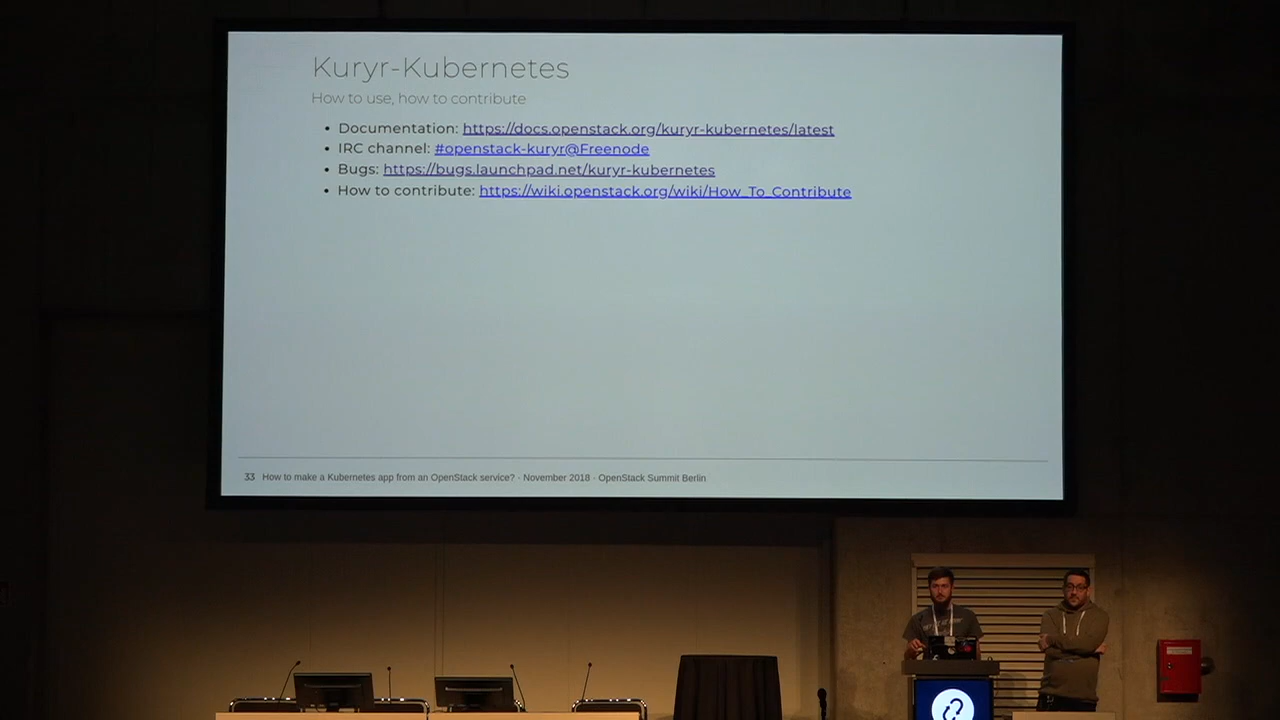 Kuryr-Kubernetes
How to use, how to contribute
• Documentation: https://docs.openstack.org/kuryr-kubernetes/latest
• IRC channel: #openstack-kuryr@Freenode
• Bugs: https://bugs.launchpad.net/kuryr-kubernetes
• How to contribute: https://wiki.openstack.org/wiki/How_To_Contribute
33 How to make a Kubernetes app from an OpenStack service? · November 2018 · OpenStack Summit Berlin